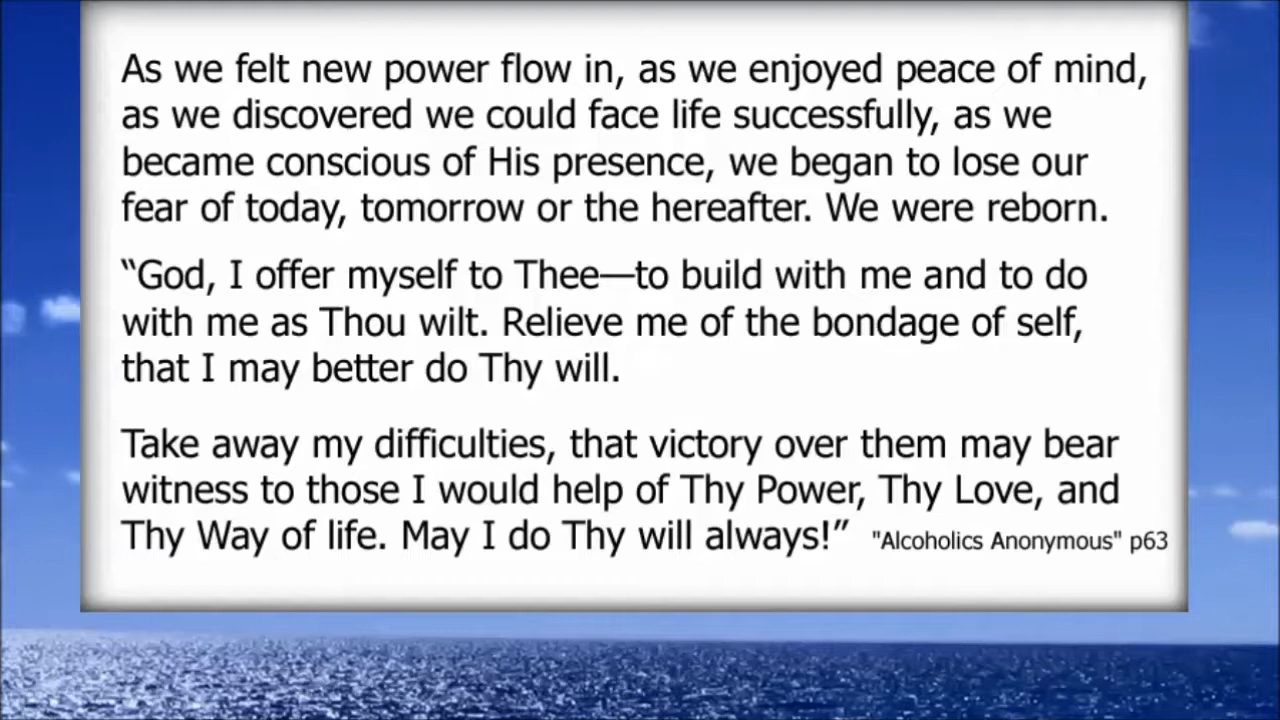 As we felt new power flow in, as we enjoyed peace of mind,
as we discovered we could face life successfully, as we
became conscious of His presence, we began to lose our
fear of today, tomorrow or the hereafter. We were reborn.
“God, I offer myself to Thee—to build with me and to do
with me as Thou wilt. Relieve me of the bondage of self,
that I may better do Thy will.
Take away my difficulties, that victory over them may bear
witness to those I would help of Thy Power, Thy Love, and
Thy Way of life. May I do Thy will always!” "Alcoholics Anonymous" p63